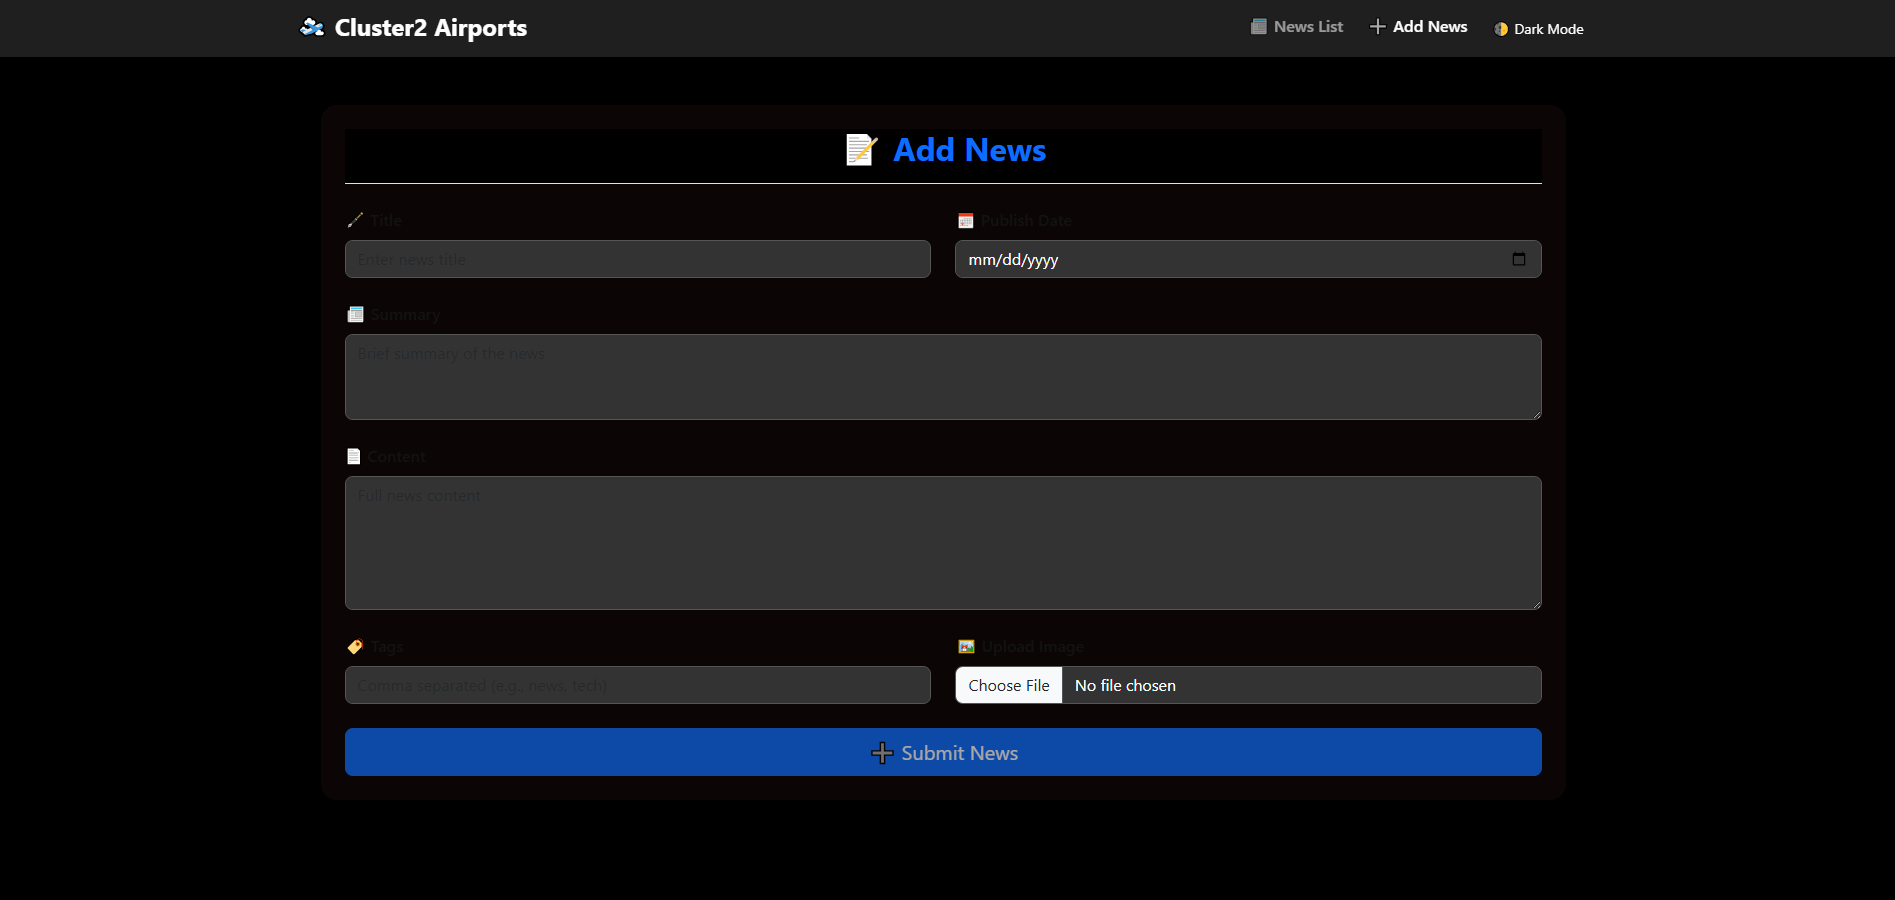 Cluster2 Airports
News List
Add News
Dark Mode
Add News
Title
Publish Date
Enter news title
mm/dd/yyyy
Summary
Brief summary of the news
Content
Full news content
Tags
Upload Image
Comma separated (e.g., news, tech)
Choose File
No file chosen
Submit News